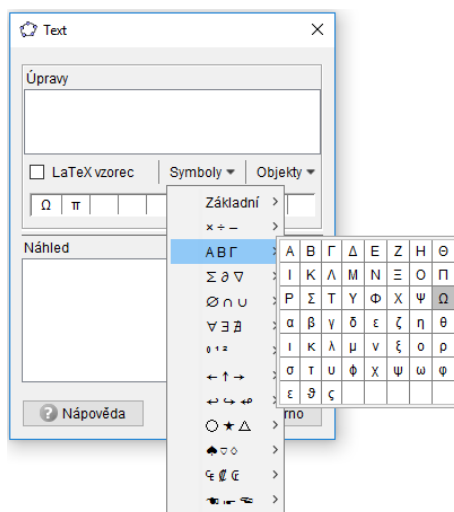 Text
Úpravy
LaTeX vzorec Symboly Objekty
Ω π
Základní
× ÷ −
Α Β Γ
Α Β Γ Δ Ε Ζ Η Θ
Ι Κ Λ Μ Ν Ξ Ο Π
Ρ Σ Τ Υ Φ Χ Ψ Ω
α β γ δ ε ζ η θ
ι κ λ μ ν ξ ο ρ
σ τ υ ϕ χ ψ ω φ
ε ϑ ς
Náhled
Σ ∂ ∇
∅ ∩ ∪
∀ ∃ ∄
⁰ ¹ ²
← ↑ →
↩ ↪ ↫
○ ★ △
♠ ♡ ◊
Nápověda
rno